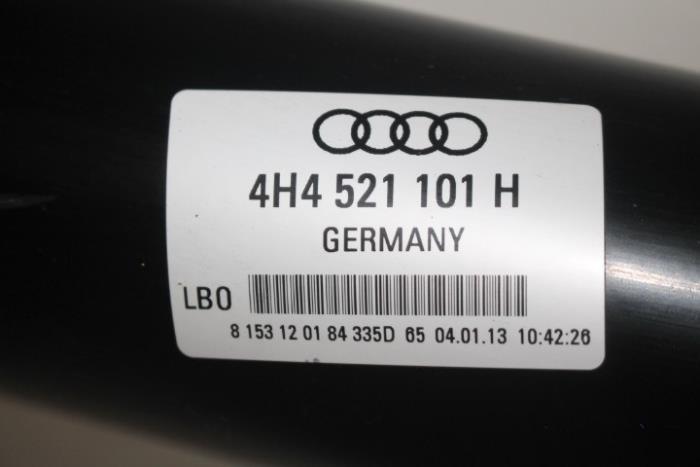 4H4 521 101 H
GERMANY
LBO
8 153 12 01 84 335D 65 04.01.13 10:42:26